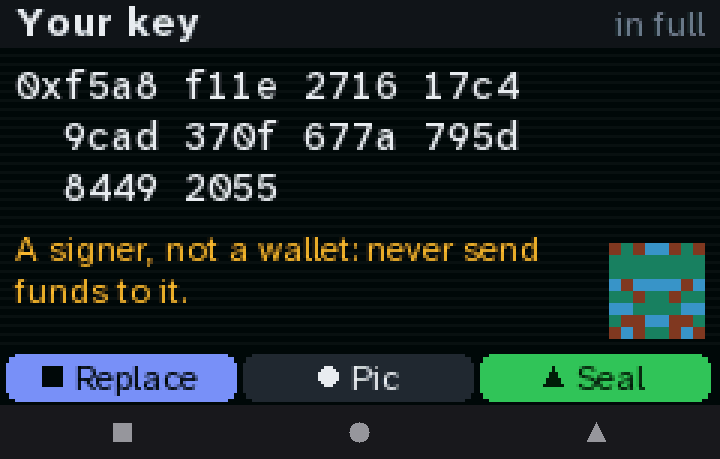 Your key
in full
0xf5a8 f11e 2716 17c4
9cad 370f 677a 795d
8449 2055
A signer, not a wallet: never send
funds to it.
Replace
Pic
Seal